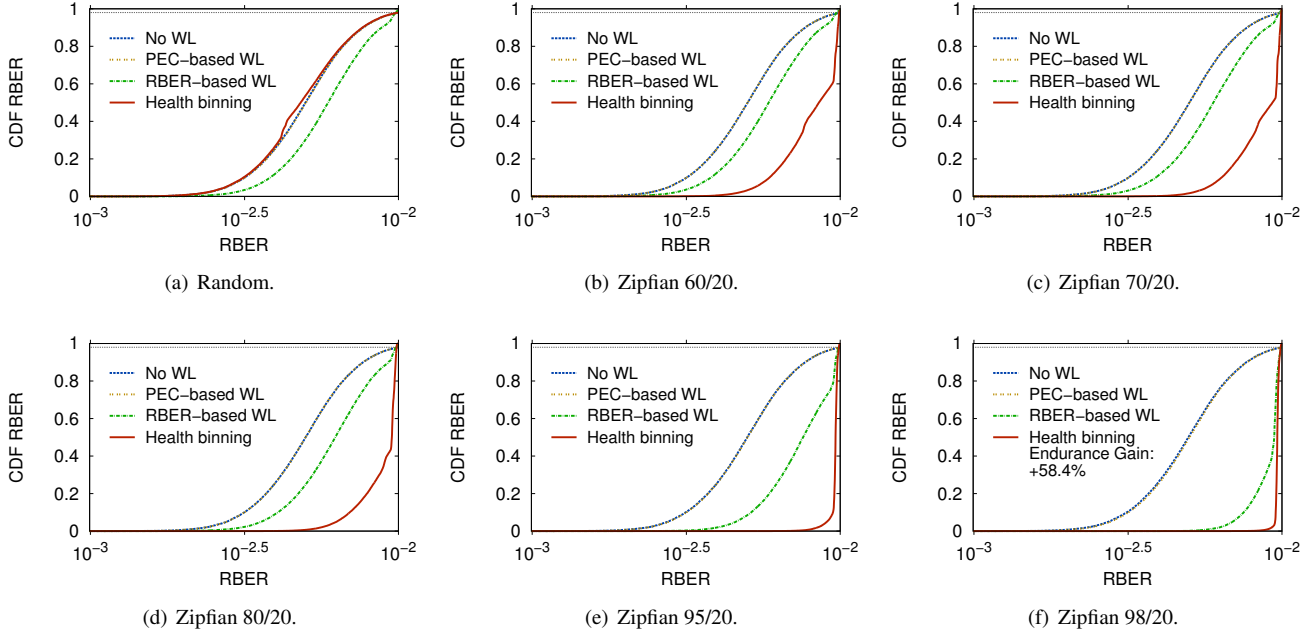 CDF RBER
1
0.8
0.6
0.4
0.2
0
No WL
PEC−based WL
RBER−based WL
Health binning
10−3
10−2.5
10−2
RBER
(a) Random.
CDF RBER
1
0.8
0.6
0.4
0.2
0
No WL
PEC−based WL
RBER−based WL
Health binning
10−3
10−2.5
10−2
RBER
(b) Zipfian 60/20.
CDF RBER
1
0.8
0.6
0.4
0.2
0
No WL
PEC−based WL
RBER−based WL
Health binning
10−3
10−2.5
10−2
RBER
(c) Zipfian 70/20.
CDF RBER
1
0.8
0.6
0.4
0.2
0
No WL
PEC−based WL
RBER−based WL
Health binning
10−3
10−2.5
10−2
RBER
(d) Zipfian 80/20.
CDF RBER
1
0.8
0.6
0.4
0.2
0
No WL
PEC−based WL
RBER−based WL
Health binning
10−3
10−2.5
10−2
RBER
(e) Zipfian 95/20.
CDF RBER
1
0.8
0.6
0.4
0.2
0
No WL
PEC−based WL
RBER−based WL
Health binning
Endurance Gain:
+58.4%
10−3
10−2.5
10−2
RBER
(f) Zipfian 98/20.